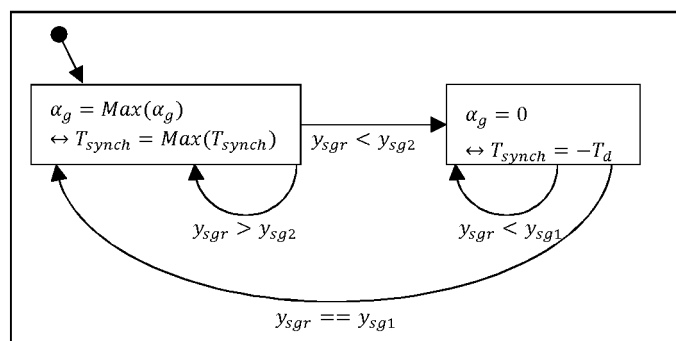 α_g = Max(α_g)
↔ T_synch = Max(T_synch)
y_sgr < y_sg2
α_g = 0
↔ T_synch = −T_d
y_sgr > y_sg2
y_sgr < y_sg1
y_sgr == y_sg1